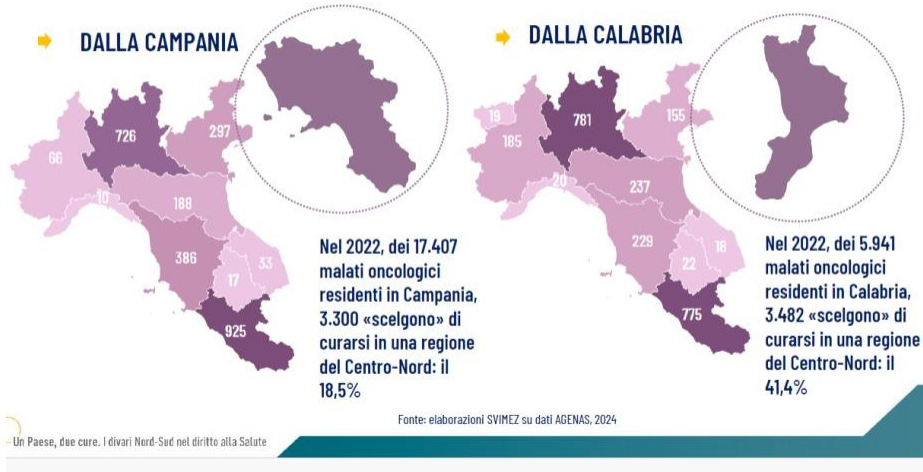 DALLA CAMPANIA
726
297
66
10
188
386
33
17
925
Nel 2022, dei 17.407
malati oncologici
residenti in Campania,
3.300 «scelgono» di
curarsi in una regione
del Centro-Nord: il
18,5%
DALLA CALABRIA
19
781
155
185
20
237
229
18
22
775
Nel 2022, dei 5.941
malati oncologici
residenti in Calabria,
3.482 «scelgono» di
curarsi in una regione
del Centro-Nord: il
41,4%
Fonte: elaborazioni SVIMEZ su dati AGENAS, 2024
Un Paese, due cure. I divari Nord-Sud nel diritto alla Salute